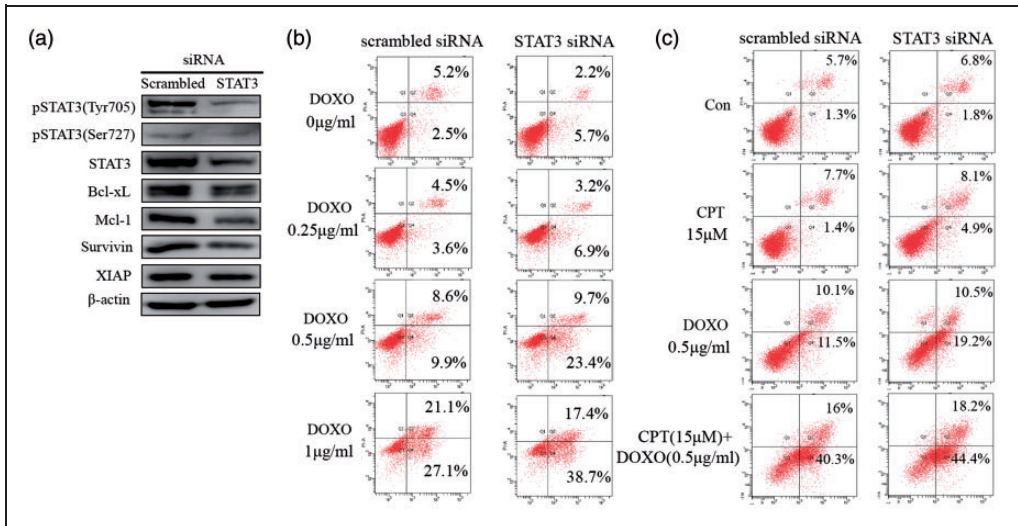 (a)
siRNA
Scrambled STAT3
pSTAT3(Tyr705)
pSTAT3(Ser727)
STAT3
Bcl-xL
Mcl-1
Survivin
XIAP
β-actin
(b)
scrambled siRNA STAT3 siRNA
DOXO
0µg/ml
5.2%
2.5%
2.2%
5.7%
DOXO
0.25µg/ml
4.5%
3.6%
3.2%
6.9%
DOXO
0.5µg/ml
8.6%
9.9%
9.7%
23.4%
DOXO
1µg/ml
21.1%
27.1%
17.4%
38.7%
(c)
scrambled siRNA STAT3 siRNA
Con
5.7%
1.3%
6.8%
1.8%
CPT
15µM
7.7%
1.4%
8.1%
4.9%
DOXO
0.5µg/ml
10.1%
11.5%
10.5%
19.2%
CPT(15µM)+
DOXO(0.5µg/ml)
16%
40.3%
18.2%
44.4%